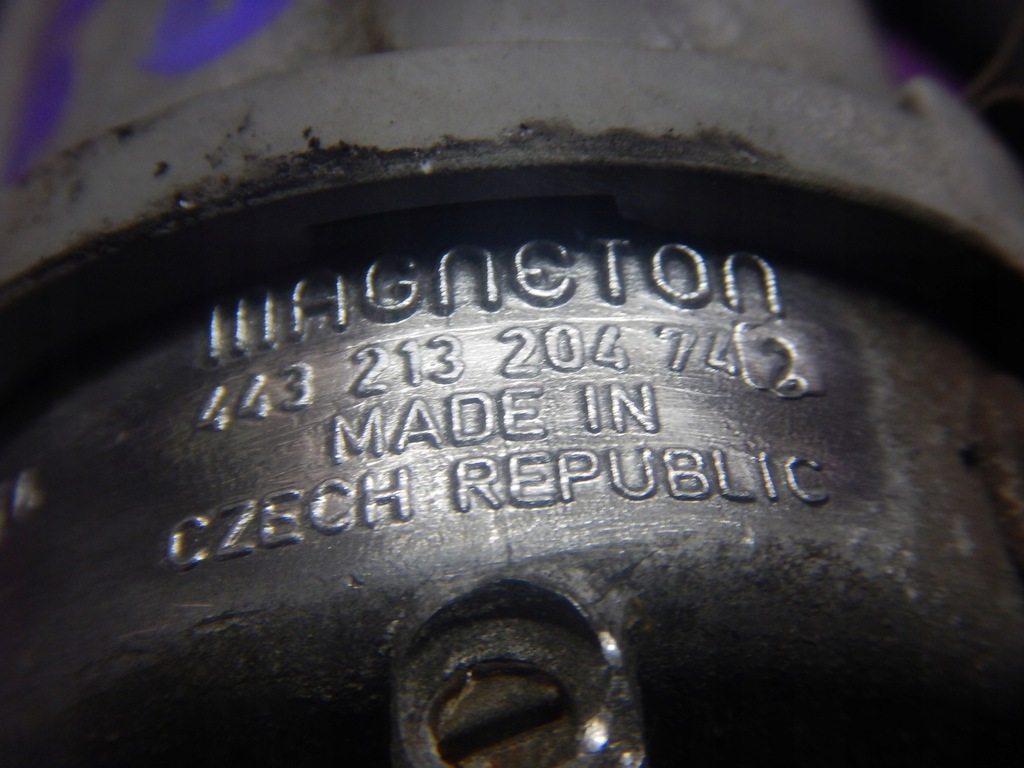 MAGNETON
443 213 204 742
MADE IN
CZECH REPUBLIC